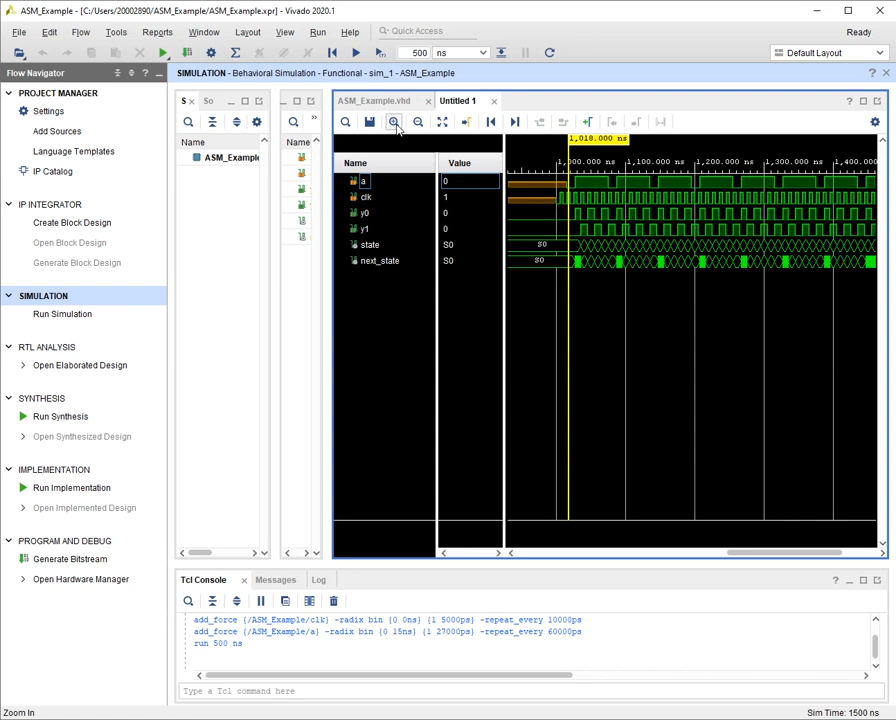 ASM_Example - [C:/Users/20002890/ASM_Example/ASM_Example.xpr] - Vivado 2020.1
File Edit Flow Tools Reports Window Layout View Run Help Quick Access Ready
500 ns Default Layout
Flow Navigator
SIMULATION - Behavioral Simulation - Functional - sim_1 - ASM_Example
PROJECT MANAGER
Settings
Add Sources
Language Templates
IP Catalog
IP INTEGRATOR
Create Block Design
Open Block Design
Generate Block Design
SIMULATION
Run Simulation
RTL ANALYSIS
Open Elaborated Design
SYNTHESIS
Run Synthesis
Open Synthesized Design
IMPLEMENTATION
Run Implementation
Open Implemented Design
PROGRAM AND DEBUG
Generate Bitstream
Open Hardware Manager
S So
Name
ASM_Example
Name
ASM_Example.vhd Untitled 1
1,018.000 ns
Name Value
1,000.000 ns 1,100.000 ns 1,200.000 ns 1,300.000 ns 1,400.000
a 0
clk 1
y0 0
y1 0
state S0 S0
next_state S0 S0
Tcl Console Messages Log
add_force {/ASM_Example/clk} -radix bin {0 0ns} {1 5000ps} -repeat_every 10000ps
add_force {/ASM_Example/a} -radix bin {0 15ns} {1 27000ps} -repeat_every 60000ps
run 500 ns
Type a Tcl command here
Zoom In Sim Time: 1500 ns